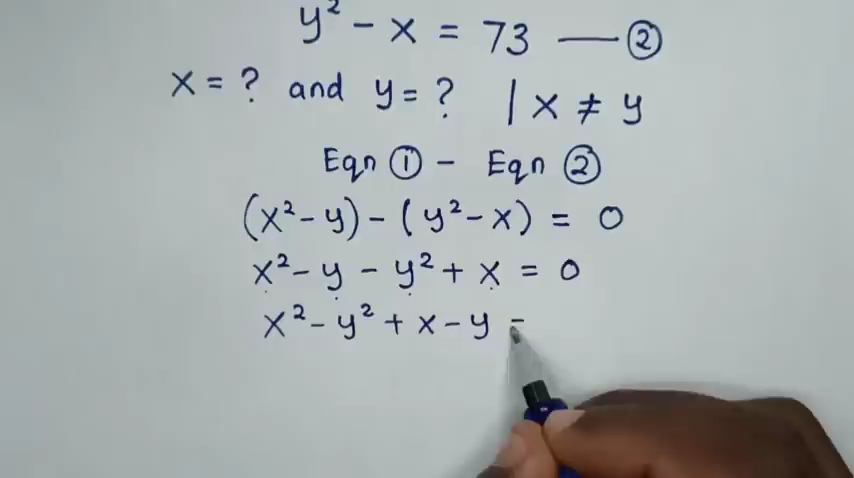 y² - x = 73 — ②
x = ? and y = ? | x ≠ y
Eqn ① - Eqn ②
(x² - y) - (y² - x) = 0
x² - y - y² + x = 0
x² - y² + x - y =